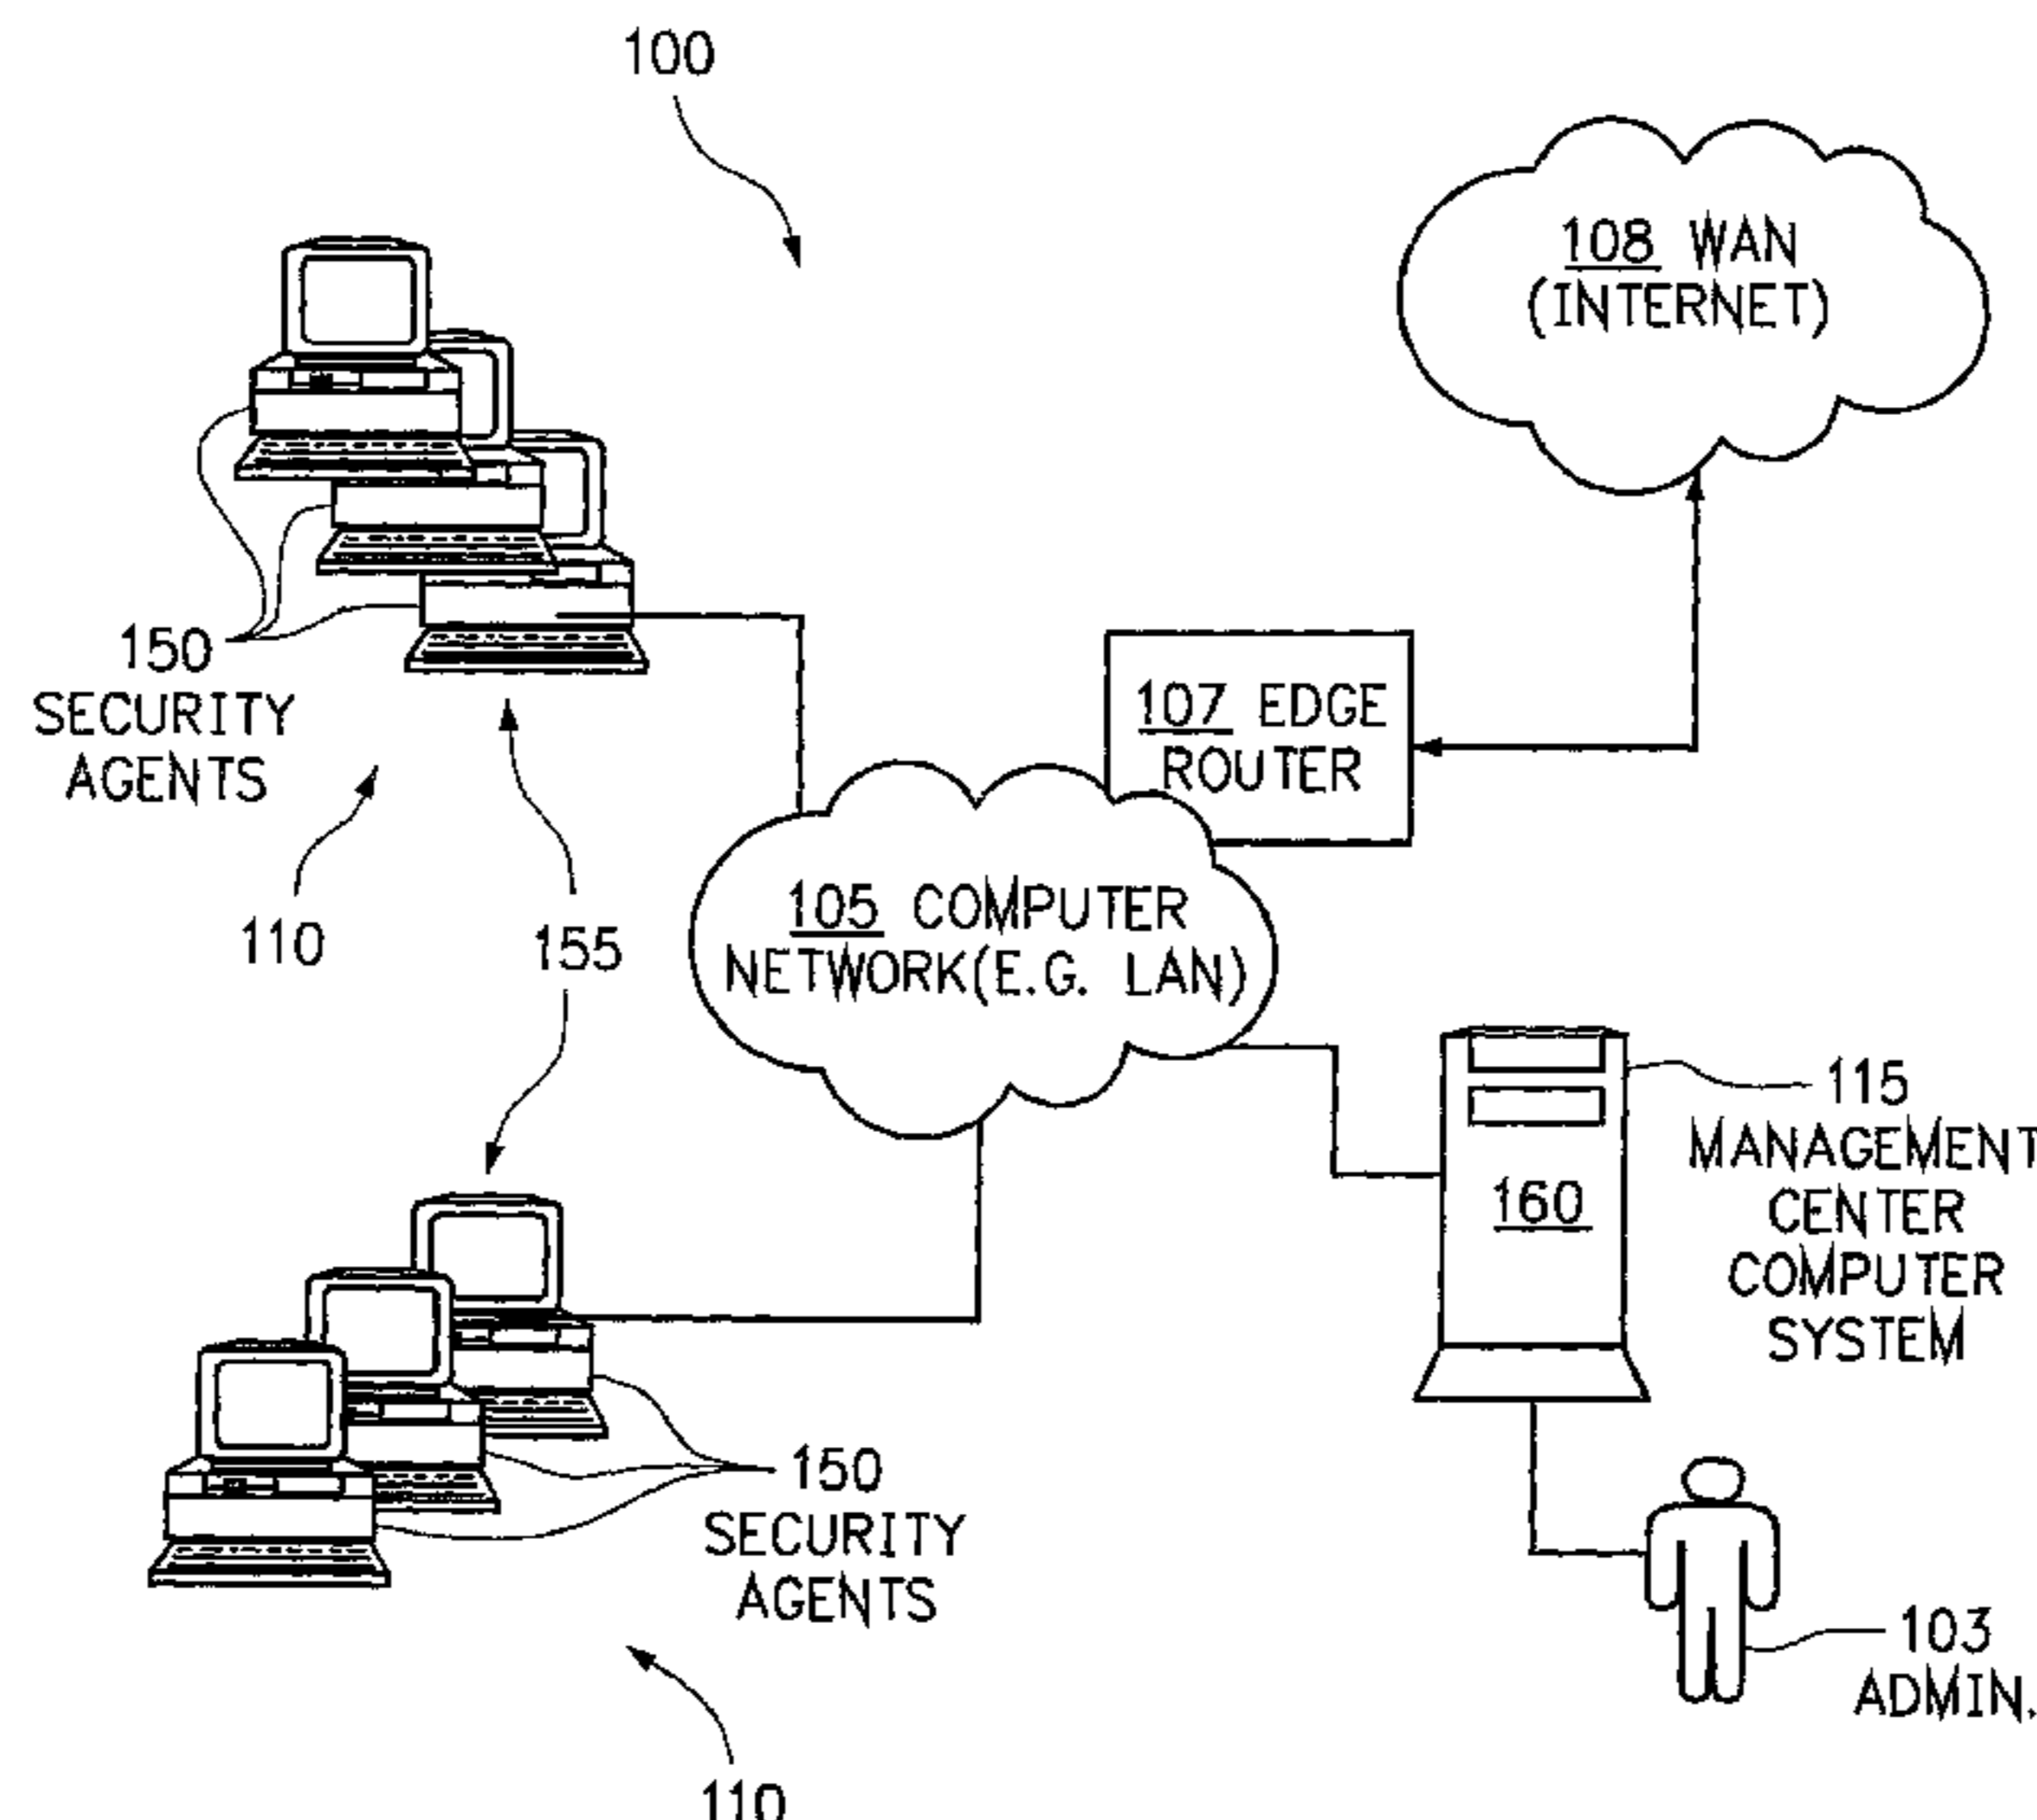 100
108 WAN
(INTERNET)
150
SECURITY
AGENTS
107 EDGE
ROUTER
110
155
105 COMPUTER
NETWORK(E.G. LAN)
115
MANAGEMENT
CENTER
COMPUTER
SYSTEM
160
150
SECURITY
AGENTS
103
ADMIN.
110